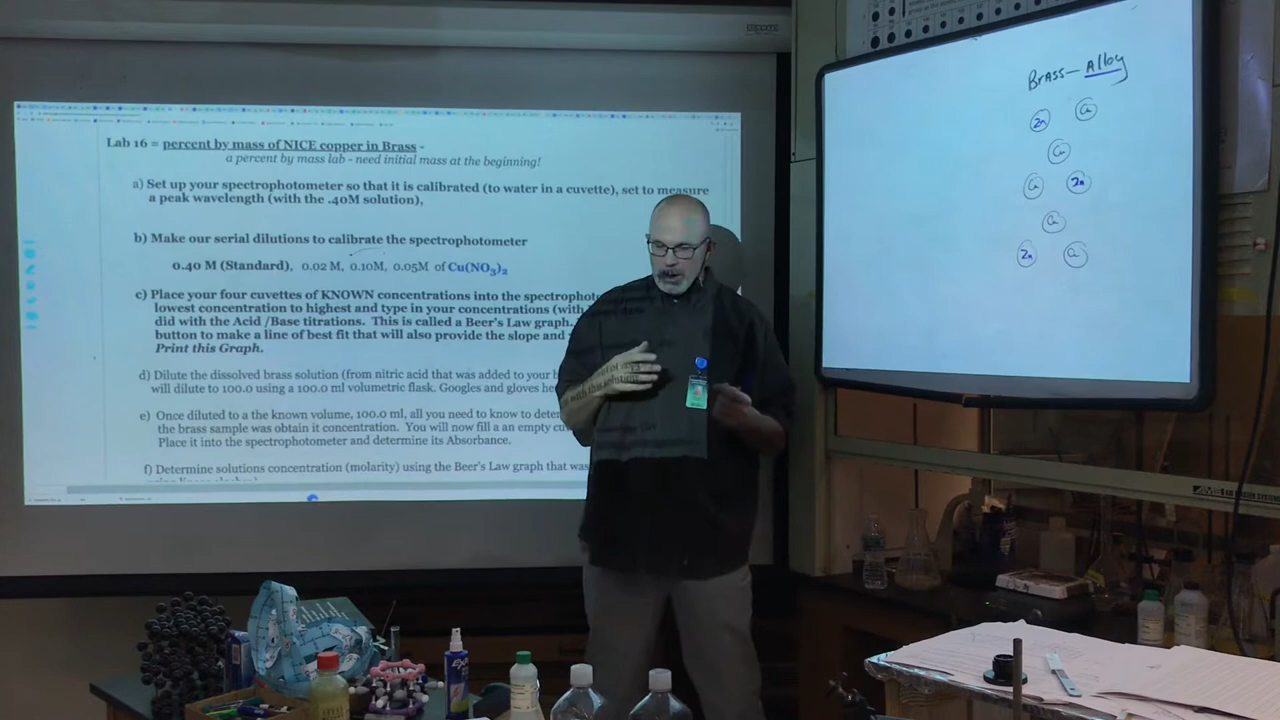 Lab 16 = percent by mass of NICE copper in Brass -
a percent by mass lab - need initial mass at the beginning!
a) Set up your spectrophotometer so that it is calibrated (to water in a cuvette), set to measure
a peak wavelength (with the .40M solution),
b) Make our serial dilutions to calibrate the spectrophotometer
0.40 M (Standard), 0.02 M, 0.10M, 0.05M of Cu(NO3)2
c) Place your four cuvettes of KNOWN concentrations into the
lowest concentration to highest and type in your concentrations (with
did with the Acid /Base titrations. This is called a Beer's Law graph.
button to make a line of best fit that will also provide the slope and
Print this Graph.
d) Dilute the dissolved brass solution (from nitric acid that was added to your
will dilute to 100.0 using a 100.0 ml volumetric flask. Googles and gloves
e) Once diluted to a the known volume, 100.0 ml, all you need to know to
the brass sample was obtain it concentration. You will now fill a an empty
Place it into the spectrophotometer and determine its Absorbance.
f) Determine solutions concentration (molarity) using the Beer's Law graph that was
Brass - Alloy
Zn Cu
Cu
Cu Zn
Cu
Zn Cu